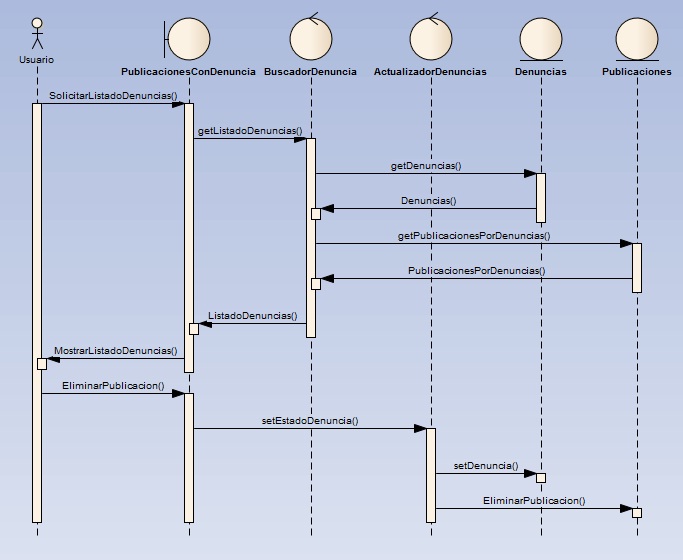 Usuario
PublicacionesConDenuncia BuscadorDenuncia ActualizadorDenuncias Denuncias Publicaciones
SolicitarListadoDenuncias()
getListadoDenuncias()
getDenuncias()
Denuncias()
getPublicacionesPorDenuncias()
PublicacionesPorDenuncias()
ListadoDenuncias()
MostrarListadoDenuncias()
EliminarPublicacion()
setEstadoDenuncia()
setDenuncia()
EliminarPublicacion()